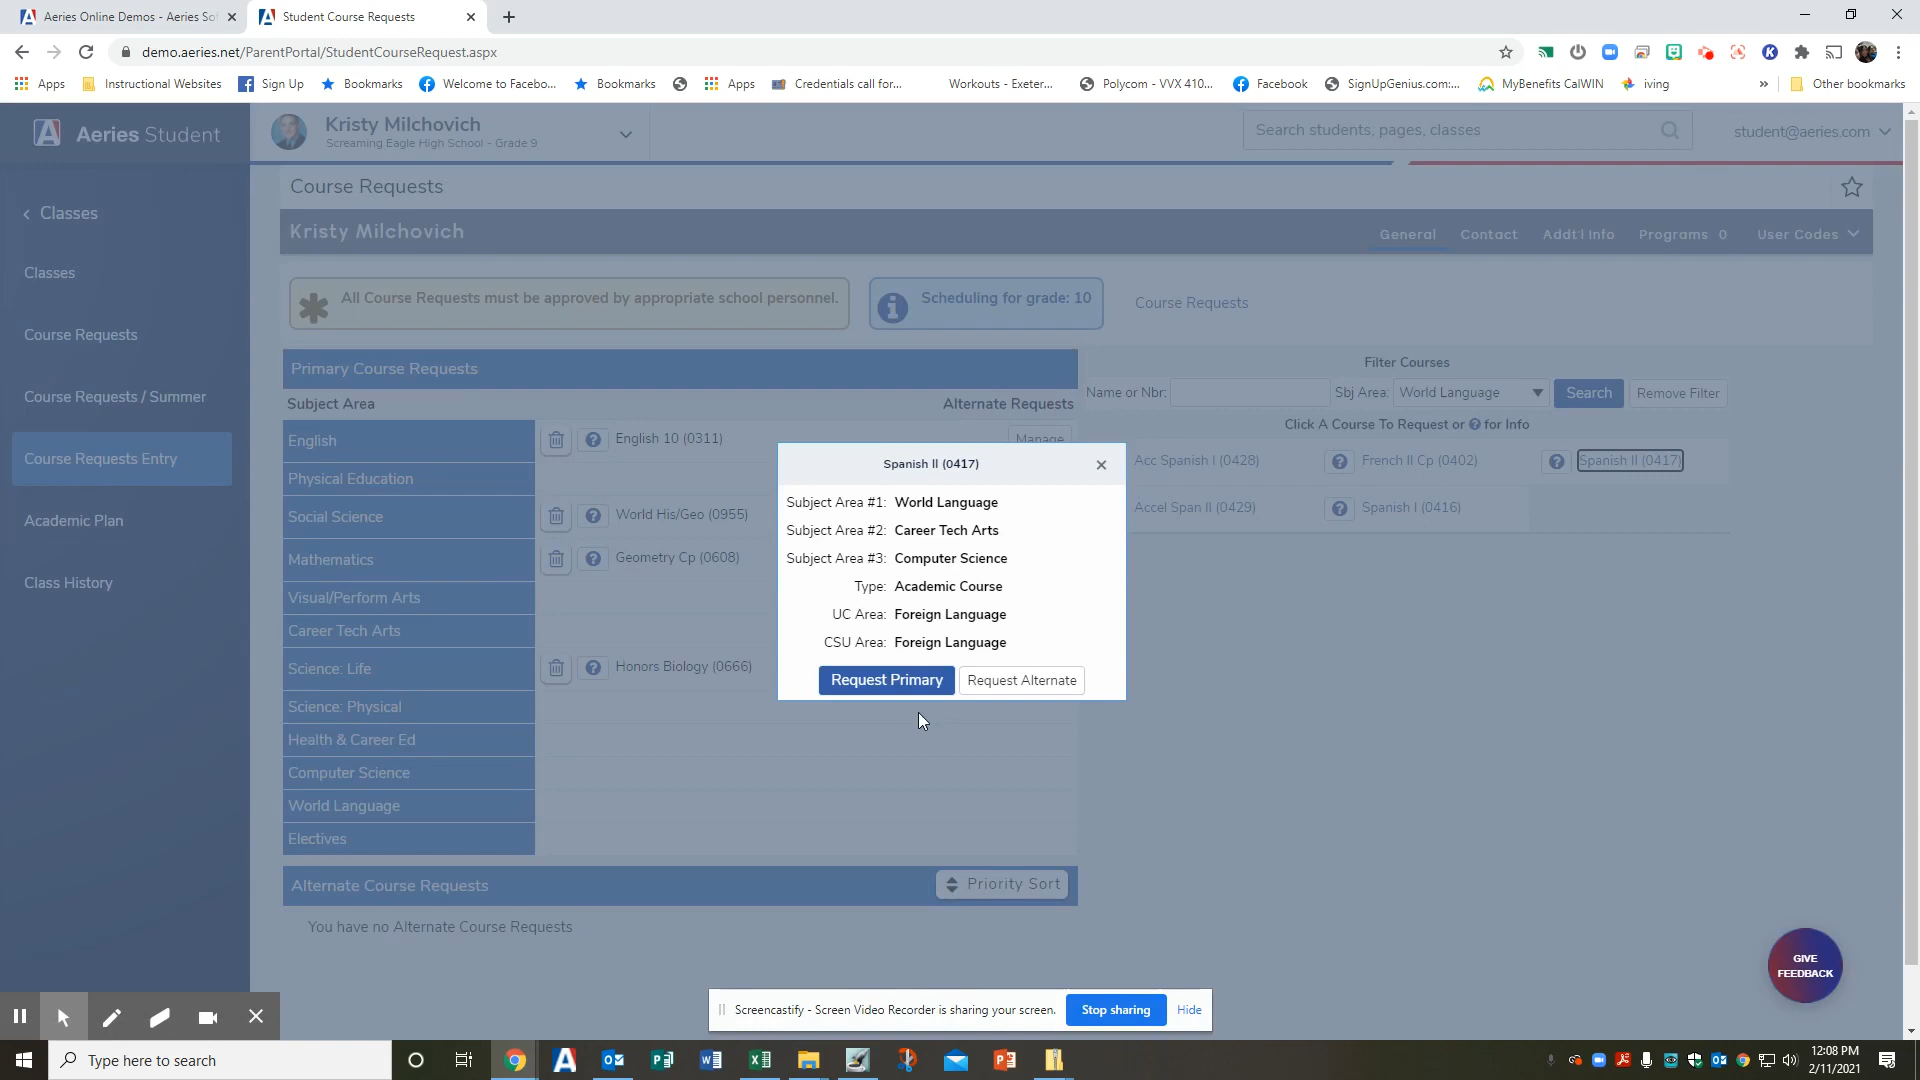 Aeries Online Demos - Aeries Sof
Student Course Requests
demo.aeries.net/ParentPortal/StudentCourseRequest.aspx
Apps Instructional Websites Sign Up Bookmarks Welcome to Facebo... Bookmarks Apps Credentials call for... Workouts - Exeter... Polycom - VVX 410... Facebook SignUpGenius.com:... MyBenefits CalWIN iving » Other bookmarks
Aeries Student
Kristy Milchovich
Screaming Eagle High School - Grade 9
Search students, pages, classes
student@aeries.com
Course Requests
Classes
Kristy Milchovich
General Contact Addt'l Info Programs 0 User Codes
Classes
Course Requests
Course Requests / Summer
Course Requests Entry
Academic Plan
Class History
All Course Requests must be approved by appropriate school personnel.
Scheduling for grade: 10
Course Requests
Primary Course Requests
Subject Area Alternate Requests
English English 10 (0311) Manage
Physical Education
Social Science World His/Geo (0955)
Mathematics Geometry Cp (0608)
Visual/Perform Arts
Career Tech Arts
Science: Life Honors Biology (0666)
Science: Physical
Health & Career Ed
Computer Science
World Language
Electives
Alternate Course Requests Priority Sort
You have no Alternate Course Requests
Filter Courses
Name or Nbr: Sbj Area: World Language Search Remove Filter
Click A Course To Request or ? for Info
Acc Spanish I (0428) ? French II Cp (0402) ? Spanish II (0417)
Accel Span II (0429) ? Spanish I (0416)
Spanish II (0417)
Subject Area #1: World Language
Subject Area #2: Career Tech Arts
Subject Area #3: Computer Science
Type: Academic Course
UC Area: Foreign Language
CSU Area: Foreign Language
Request Primary Request Alternate
GIVE
FEEDBACK
Screencastify - Screen Video Recorder is sharing your screen. Stop sharing Hide
Type here to search
12:08 PM
2/11/2021